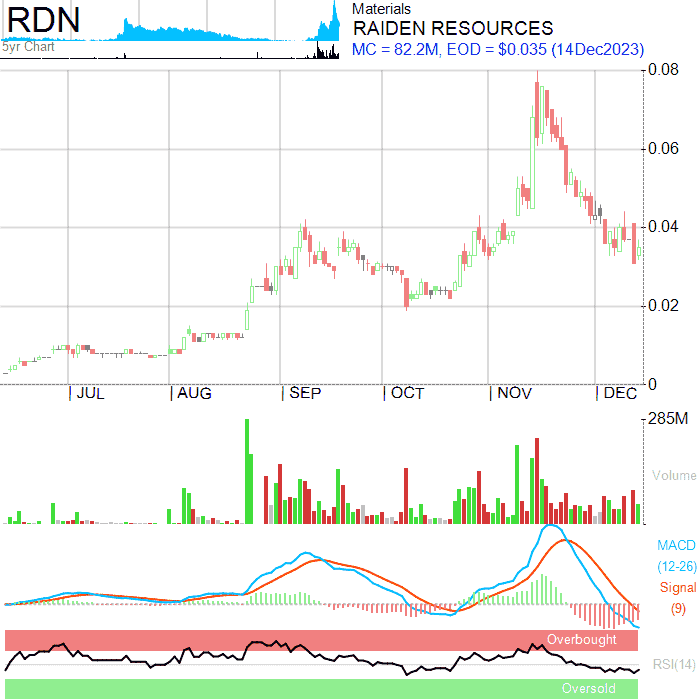 RDN
5yr Chart
Materials
RAIDEN RESOURCES
MC = 82.2M, EOD = $0.035 (14Dec2023)
0.08
0.06
0.04
0.02
0
JUL AUG SEP OCT NOV DEC
285M
Volume
MACD
(12-26)
Signal
(9)
Overbought
RSI(14)
Oversold